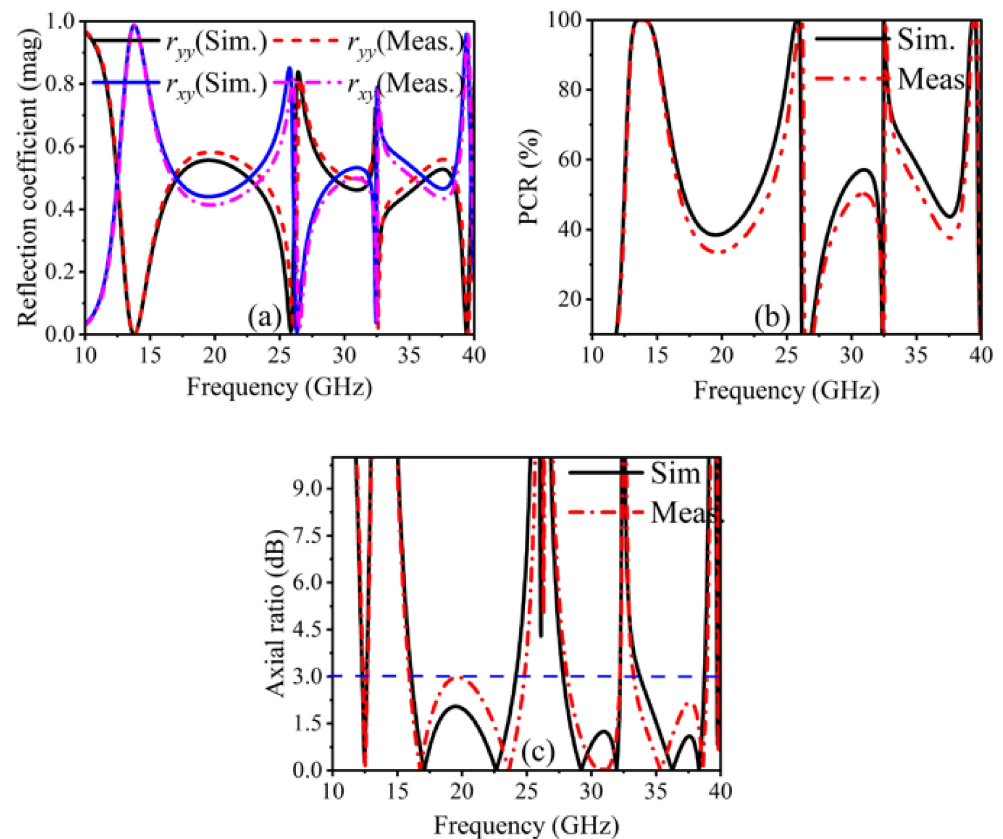 Reflection coefficient (mag)
1.0
0.8
0.6
0.4
0.2
0.0
r_yy(Sim.) r_yy(Meas.)
r_xy(Sim.) r_xy(Meas.)
(a)
10 15 20 25 30 35 40
Frequency (GHz)
PCR (%)
100
80
60
40
20
Sim.
Meas.
(b)
10 15 20 25 30 35 40
Frequency (GHz)
Axial ratio (dB)
9.0
7.5
6.0
4.5
3.0
1.5
0.0
Sim
Meas.
(c)
10 15 20 25 30 35 40
Frequency (GHz)